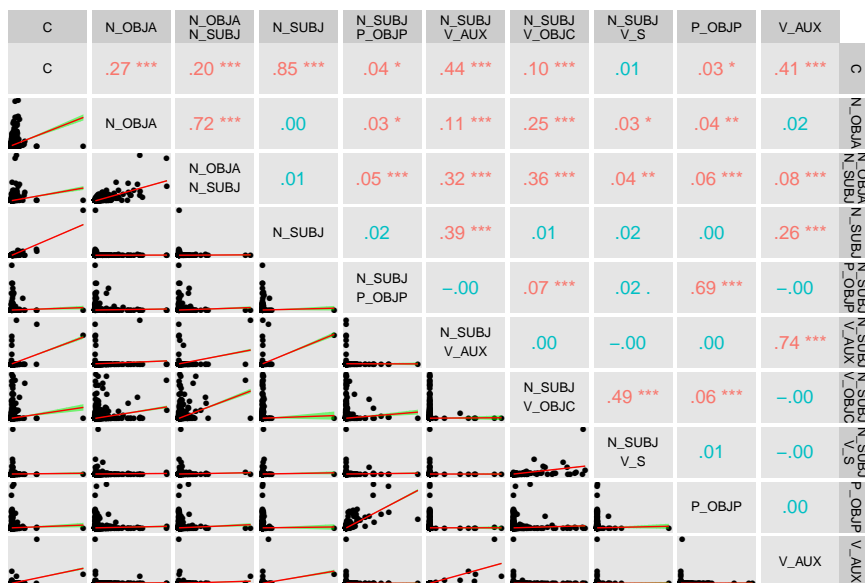 C N_OBJA N_OBJA N_SUBJ N_SUBJ N_SUBJ N_SUBJ P_OBJP V_AUX
N_SUBJ P_OBJP V_AUX V_OBJC V_S
C .27 *** .20 *** .85 *** .04 * .44 *** .10 *** .01 .03 * .41 *** C
N_OBJA .72 *** .00 .03 * .11 *** .25 *** .03 * .04 ** .02 N_OBJA
N_OBJA
N_SUBJ .01 .05 *** .32 *** .36 *** .04 ** .06 *** .08 *** N_OBJA
N_SUBJ
N_SUBJ .02 .39 *** .01 .02 .00 .26 *** N_SUBJ
N_SUBJ
P_OBJP −.00 .07 *** .02 . .69 *** −.00 N_SUBJ
P_OBJP
N_SUBJ
V_AUX .00 −.00 .00 .74 *** N_SUBJ
V_AUX
N_SUBJ
V_OBJC .49 *** .06 *** −.00 N_SUBJ
V_OBJC
N_SUBJ
V_S .01 −.00 N_SUBJ
V_S
P_OBJP .00 P_OBJP
V_AUX V_AUX